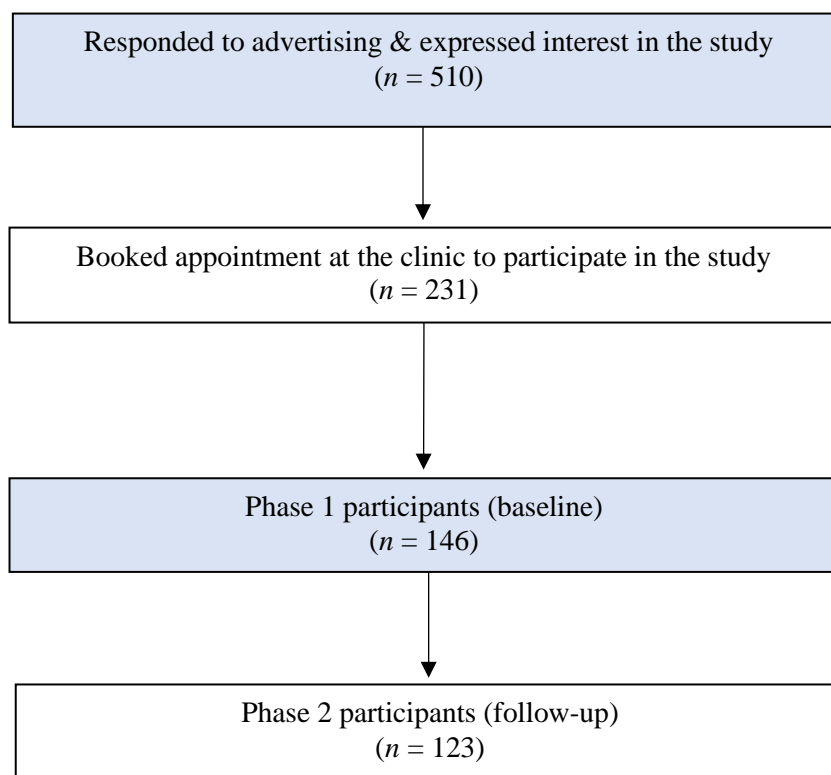 Responded to advertising & expressed interest in the study
(n = 510)
Booked appointment at the clinic to participate in the study
(n = 231)
Phase 1 participants (baseline)
(n = 146)
Phase 2 participants (follow-up)
(n = 123)